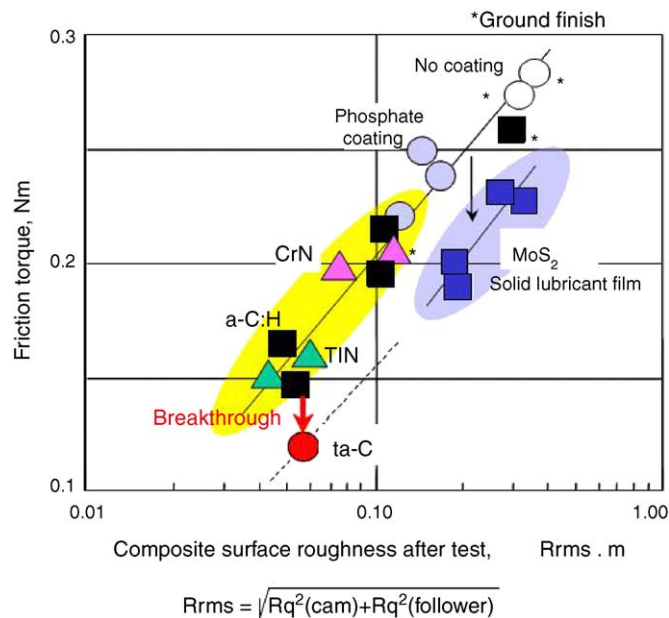 *Ground finish
0.3
No coating
*
*
Phosphate
coating
*
Friction torque, Nm
CrN
*
0.2
MoS2
Solid lubricant film
a-C:H
TIN
Breakthrough
ta-C
0.1
0.01
0.10
1.00
Composite surface roughness after test, Rrms . m
Rrms = √Rq²(cam)+Rq²(follower)